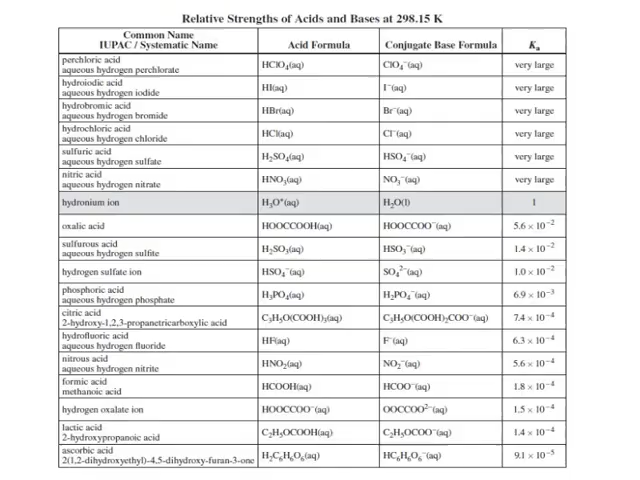 Relative Strengths of Acids and Bases at 298.15 K
Common Name
IUPAC / Systematic Name Acid Formula Conjugate Base Formula Kₐ
perchloric acid
aqueous hydrogen perchlorate HClO₄(aq) ClO₄⁻(aq) very large
hydroiodic acid
aqueous hydrogen iodide HI(aq) I⁻(aq) very large
hydrobromic acid
aqueous hydrogen bromide HBr(aq) Br⁻(aq) very large
hydrochloric acid
aqueous hydrogen chloride HCl(aq) Cl⁻(aq) very large
sulfuric acid
aqueous hydrogen sulfate H₂SO₄(aq) HSO₄⁻(aq) very large
nitric acid
aqueous hydrogen nitrate HNO₃(aq) NO₃⁻(aq) very large
hydronium ion H₃O⁺(aq) H₂O(l) 1
oxalic acid HOOCCOOH(aq) HOOCCOO⁻(aq) 5.6 × 10⁻²
sulfurous acid
aqueous hydrogen sulfite H₂SO₃(aq) HSO₃⁻(aq) 1.4 × 10⁻²
hydrogen sulfate ion HSO₄⁻(aq) SO₄²⁻(aq) 1.0 × 10⁻²
phosphoric acid
aqueous hydrogen phosphate H₃PO₄(aq) H₂PO₄⁻(aq) 6.9 × 10⁻³
citric acid
2-hydroxy-1,2,3-propanetricarboxylic acid C₃H₅O(COOH)₃(aq) C₃H₅O(COOH)₂COO⁻(aq) 7.4 × 10⁻⁴
hydrofluoric acid
aqueous hydrogen fluoride HF(aq) F⁻(aq) 6.3 × 10⁻⁴
nitrous acid
aqueous hydrogen nitrite HNO₂(aq) NO₂⁻(aq) 5.6 × 10⁻⁴
formic acid
methanoic acid HCOOH(aq) HCOO⁻(aq) 1.8 × 10⁻⁴
hydrogen oxalate ion HOOCCOO⁻(aq) OOCCOO²⁻(aq) 1.5 × 10⁻⁴
lactic acid
2-hydroxypropanoic acid C₂H₅OCOOH(aq) C₂H₅OCOO⁻(aq) 1.4 × 10⁻⁴
ascorbic acid
2(1,2-dihydroxyethyl)-4,5-dihydroxy-furan-3-one H₂C₆H₆O₆(aq) HC₆H₆O₆⁻(aq) 9.1 × 10⁻⁵